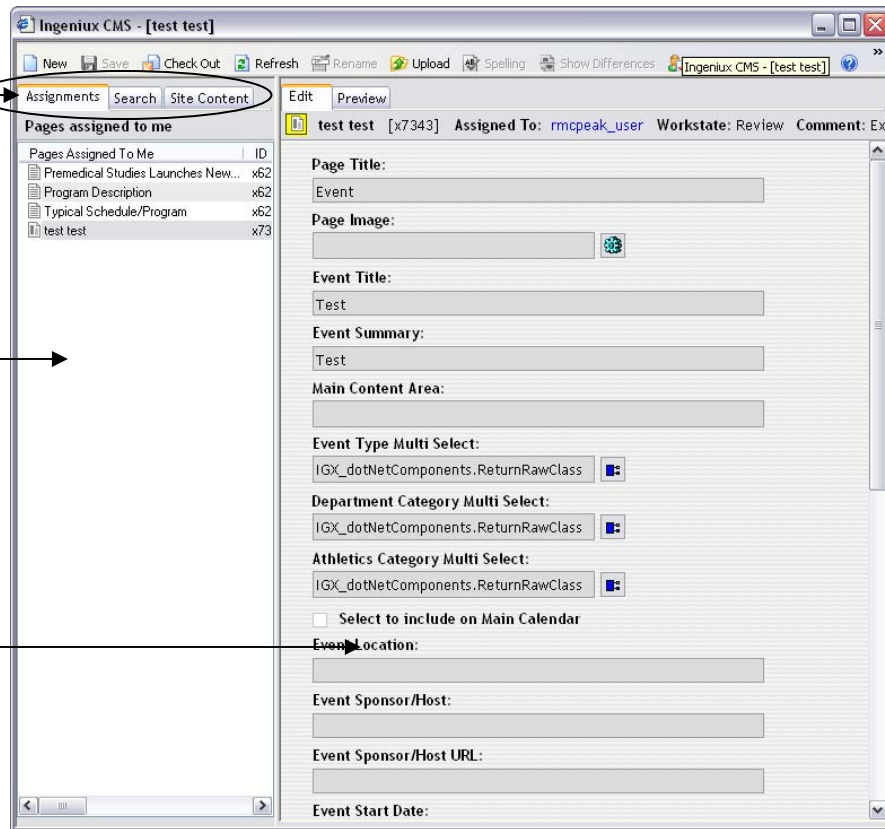 Ingeniux CMS - [test test]
New Save Check Out Refresh Rename Upload Spelling Show Differences Ingeniux CMS - [test test] »
Assignments Search Site Content
Edit Preview
Pages assigned to me
test test [x7343] Assigned To: rmcpeak_user Workstate: Review Comment: Ex
Pages Assigned To Me ID
Premedical Studies Launches New... x62
Program Description x62
Typical Schedule/Program x62
test test x73
Page Title:
Event
Page Image:
Event Title:
Test
Event Summary:
Test
Main Content Area:
Event Type Multi Select:
IGX_dotNetComponents.ReturnRawClass
Department Category Multi Select:
IGX_dotNetComponents.ReturnRawClass
Athletics Category Multi Select:
IGX_dotNetComponents.ReturnRawClass
Select to include on Main Calendar
Event Location:
Event Sponsor/Host:
Event Sponsor/Host URL:
Event Start Date: